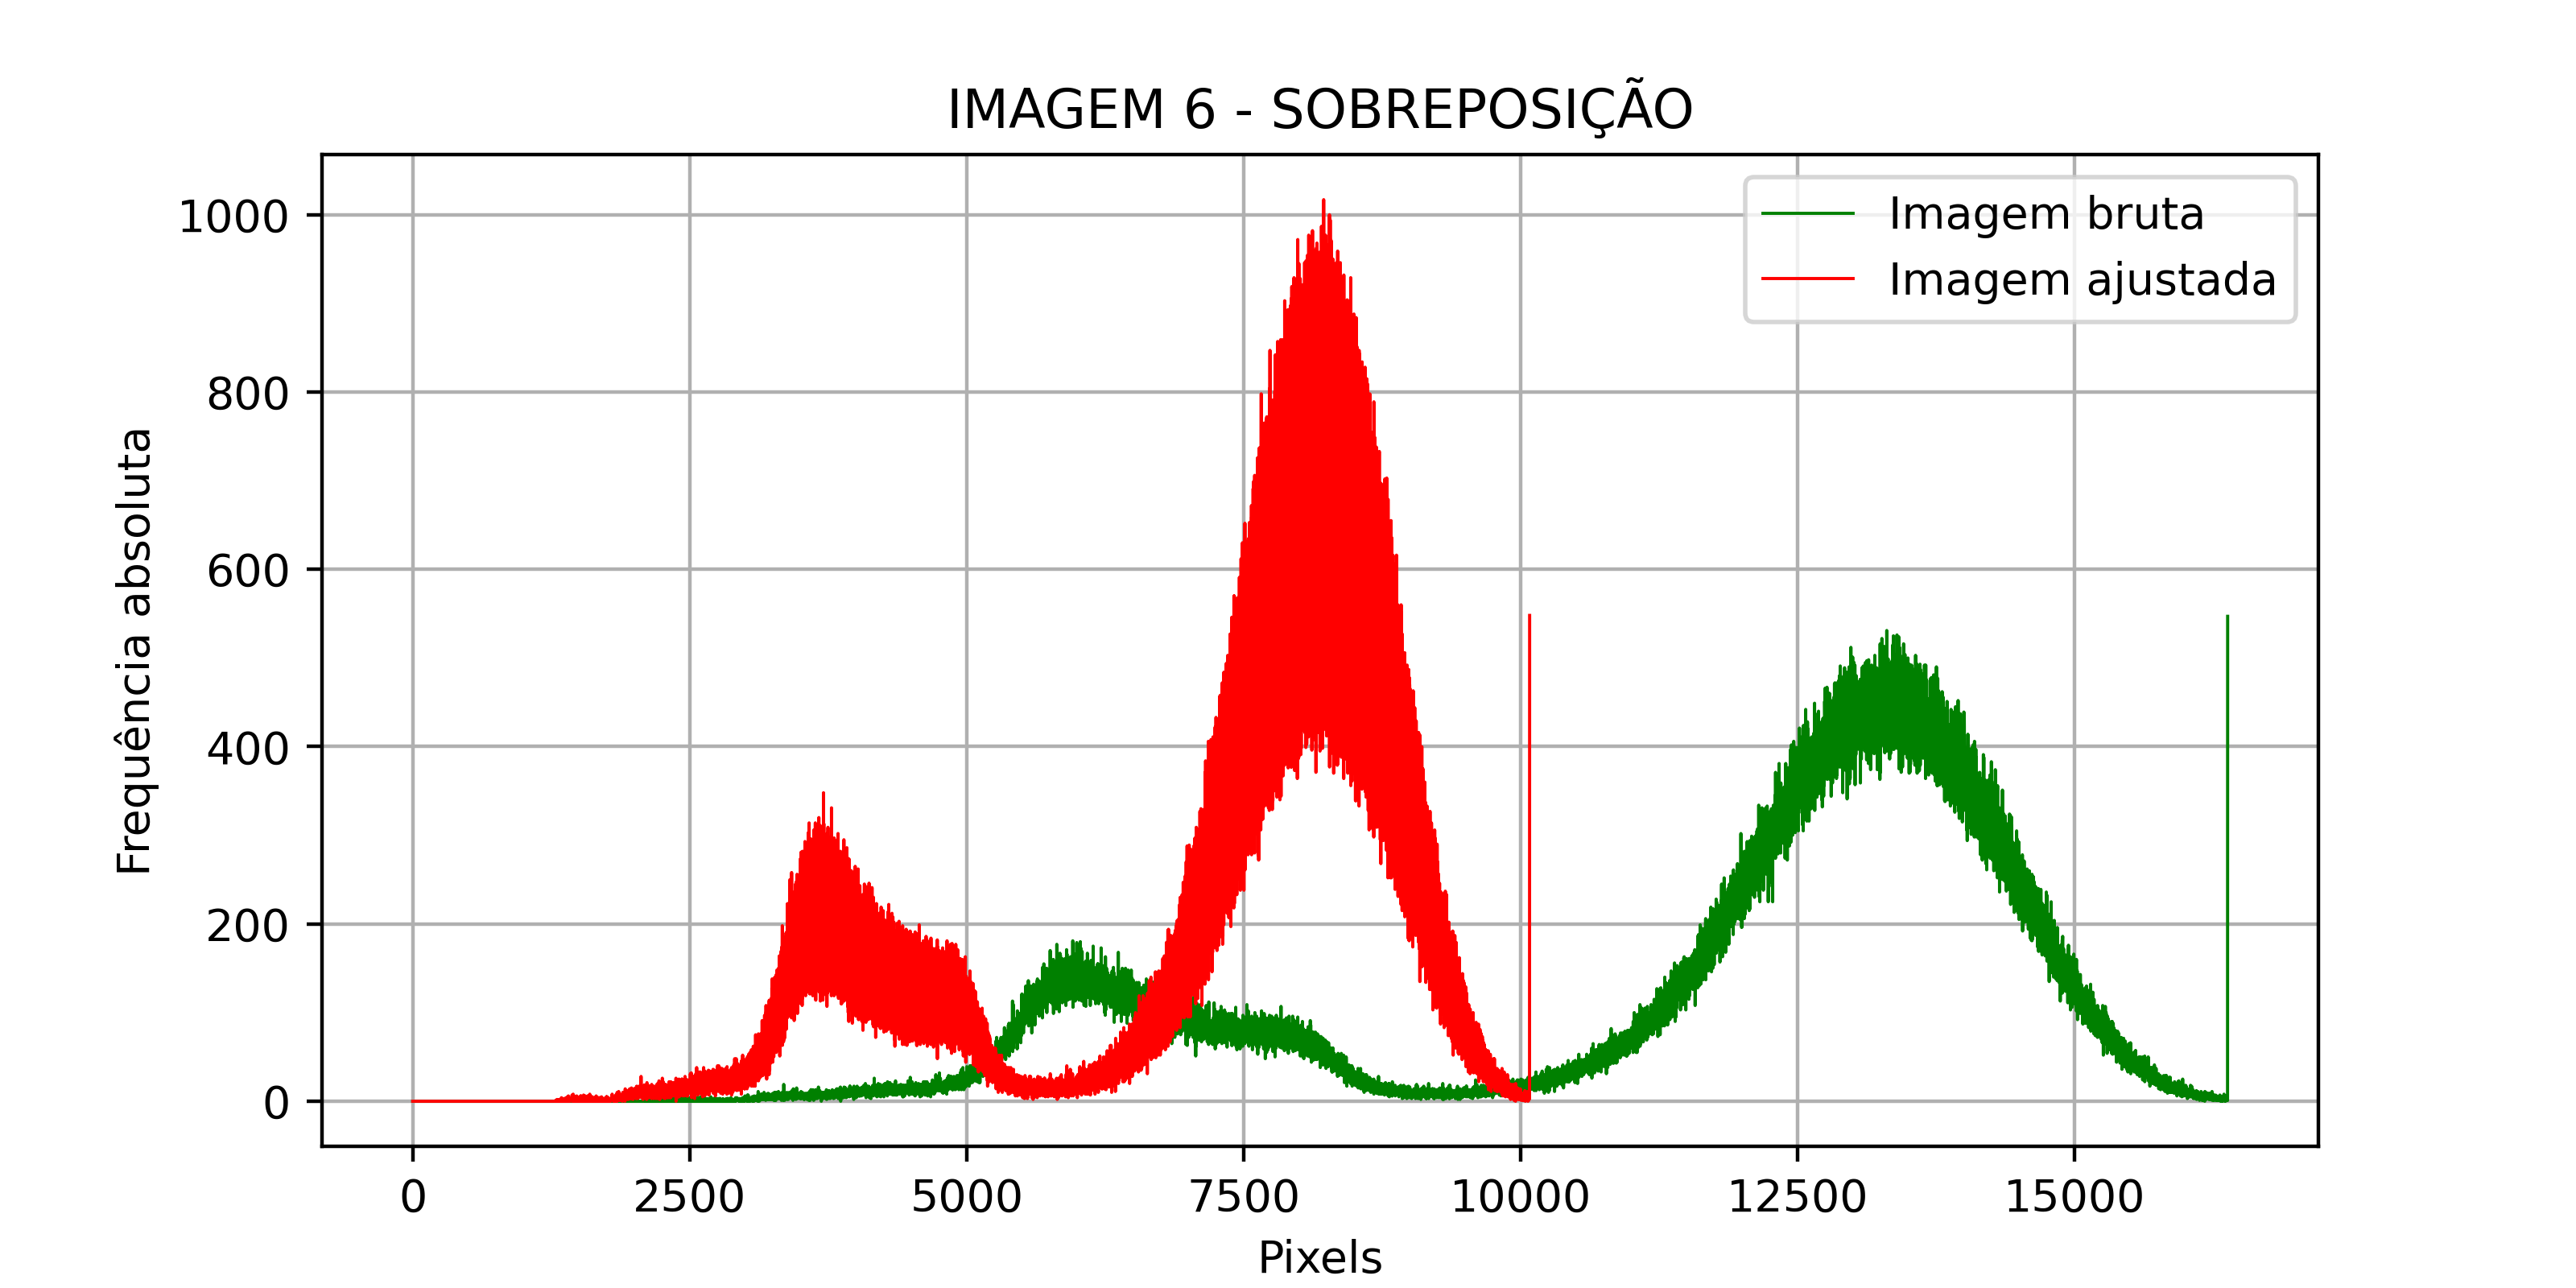 IMAGEM 6 - SOBREPOSIÇÃO
Imagem bruta
Imagem ajustada
1000
800
600
400
200
0
Frequência absoluta
0 2500 5000 7500 10000 12500 15000
Pixels